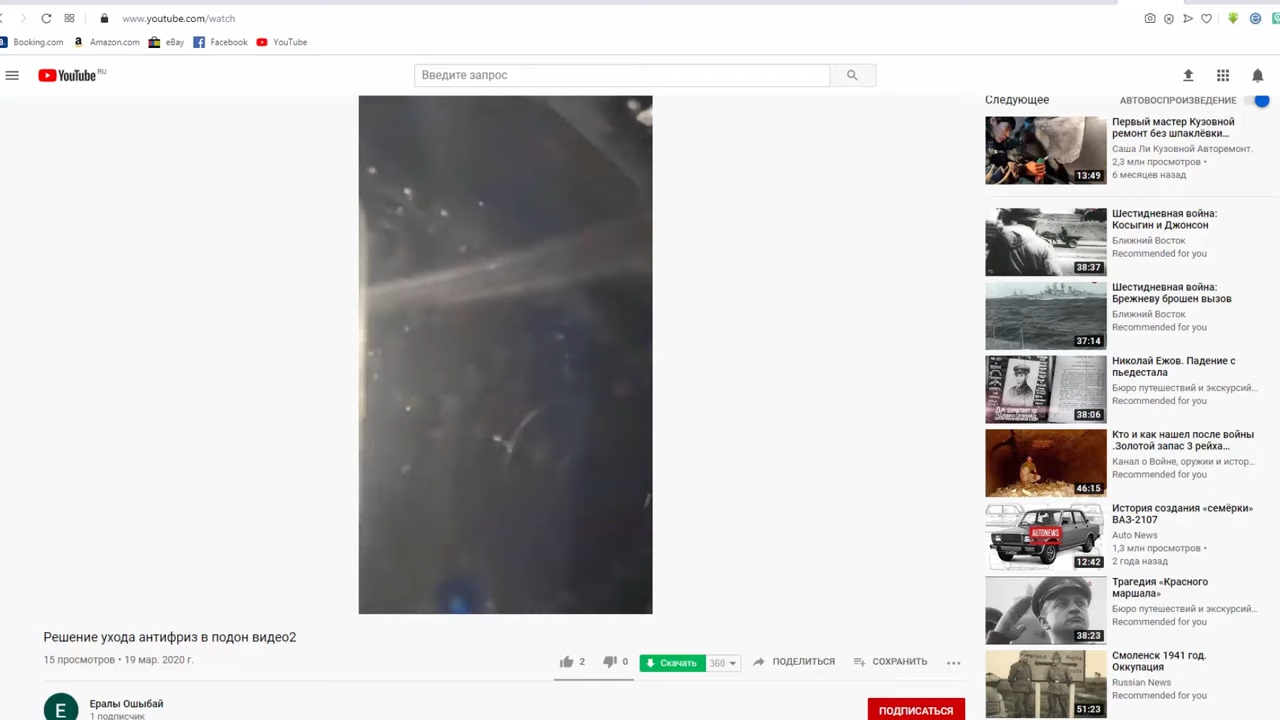 www.youtube.com/watch
Booking.com
Amazon.com
eBay
Facebook
YouTube
YouTube RU
Введите запрос
Следующее
АВТОВОСПРОИЗВЕДЕНИЕ
Первый мастер Кузовной
ремонт без шпаклёвки...
Саша Ли Кузовной Авторемонт.
2,3 млн просмотров •
6 месяцев назад
13:49
Шестидневная война:
Косыгин и Джонсон
Ближний Восток
Recommended for you
38:37
Шестидневная война:
Брежневу брошен вызов
Ближний Восток
Recommended for you
37:14
Николай Ежов. Падение с
пьедестала
Бюро путешествий и экскурсий...
Recommended for you
38:06
Кто и как нашел после войны
.Золотой запас 3 рейха...
Канал о Войне, оружии и истор...
Recommended for you
46:15
История создания «семёрки»
ВАЗ-2107
Auto News
1,3 млн просмотров •
2 года назад
AUTONEWS
12:42
Трагедия «Красного
маршала»
Бюро путешествий и экскурсий...
Recommended for you
38:23
Смоленск 1941 год.
Оккупация
Russian News
Recommended for you
51:23
Решение ухода антифриз в подон видео2
15 просмотров • 19 мар. 2020 г.
2
0
Скачать
360
ПОДЕЛИТЬСЯ
СОХРАНИТЬ
Е
Ералы Ошыбай
1 подписчик
ПОДПИСАТЬСЯ